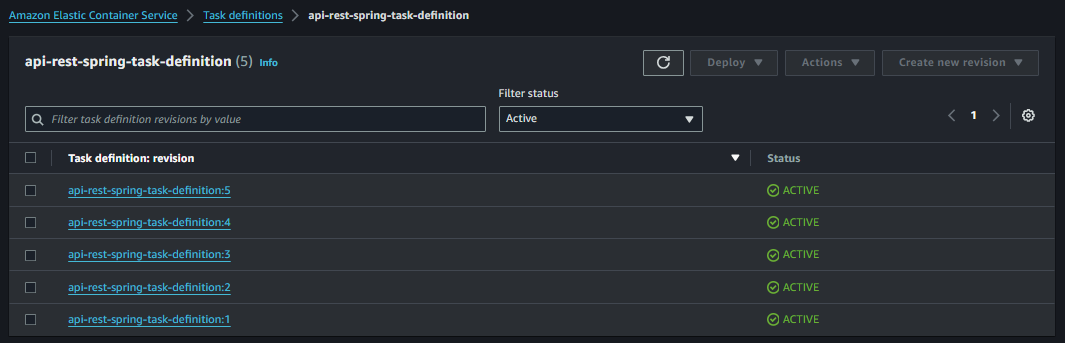 Amazon Elastic Container Service > Task definitions > api-rest-spring-task-definition
api-rest-spring-task-definition (5) Info
Deploy Actions Create new revision
Filter status
Filter task definition revisions by value Active 1
Task definition: revision Status
api-rest-spring-task-definition:5 ACTIVE
api-rest-spring-task-definition:4 ACTIVE
api-rest-spring-task-definition:3 ACTIVE
api-rest-spring-task-definition:2 ACTIVE
api-rest-spring-task-definition:1 ACTIVE